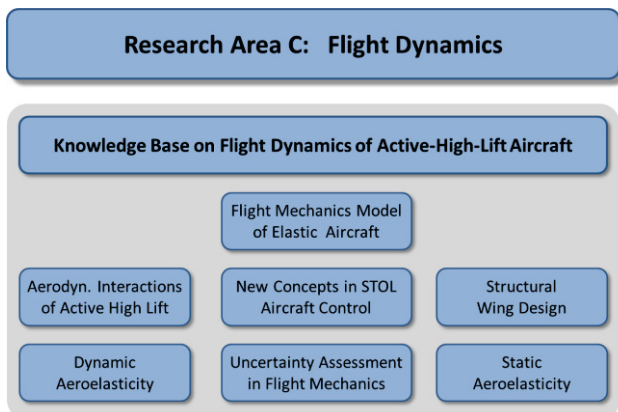 Research Area C: Flight Dynamics
Knowledge Base on Flight Dynamics of Active-High-Lift Aircraft
Flight Mechanics Model
of Elastic Aircraft
Aerodyn. Interactions
of Active High Lift
New Concepts in STOL
Aircraft Control
Structural
Wing Design
Dynamic
Aeroelasticity
Uncertainty Assessment
in Flight Mechanics
Static
Aeroelasticity